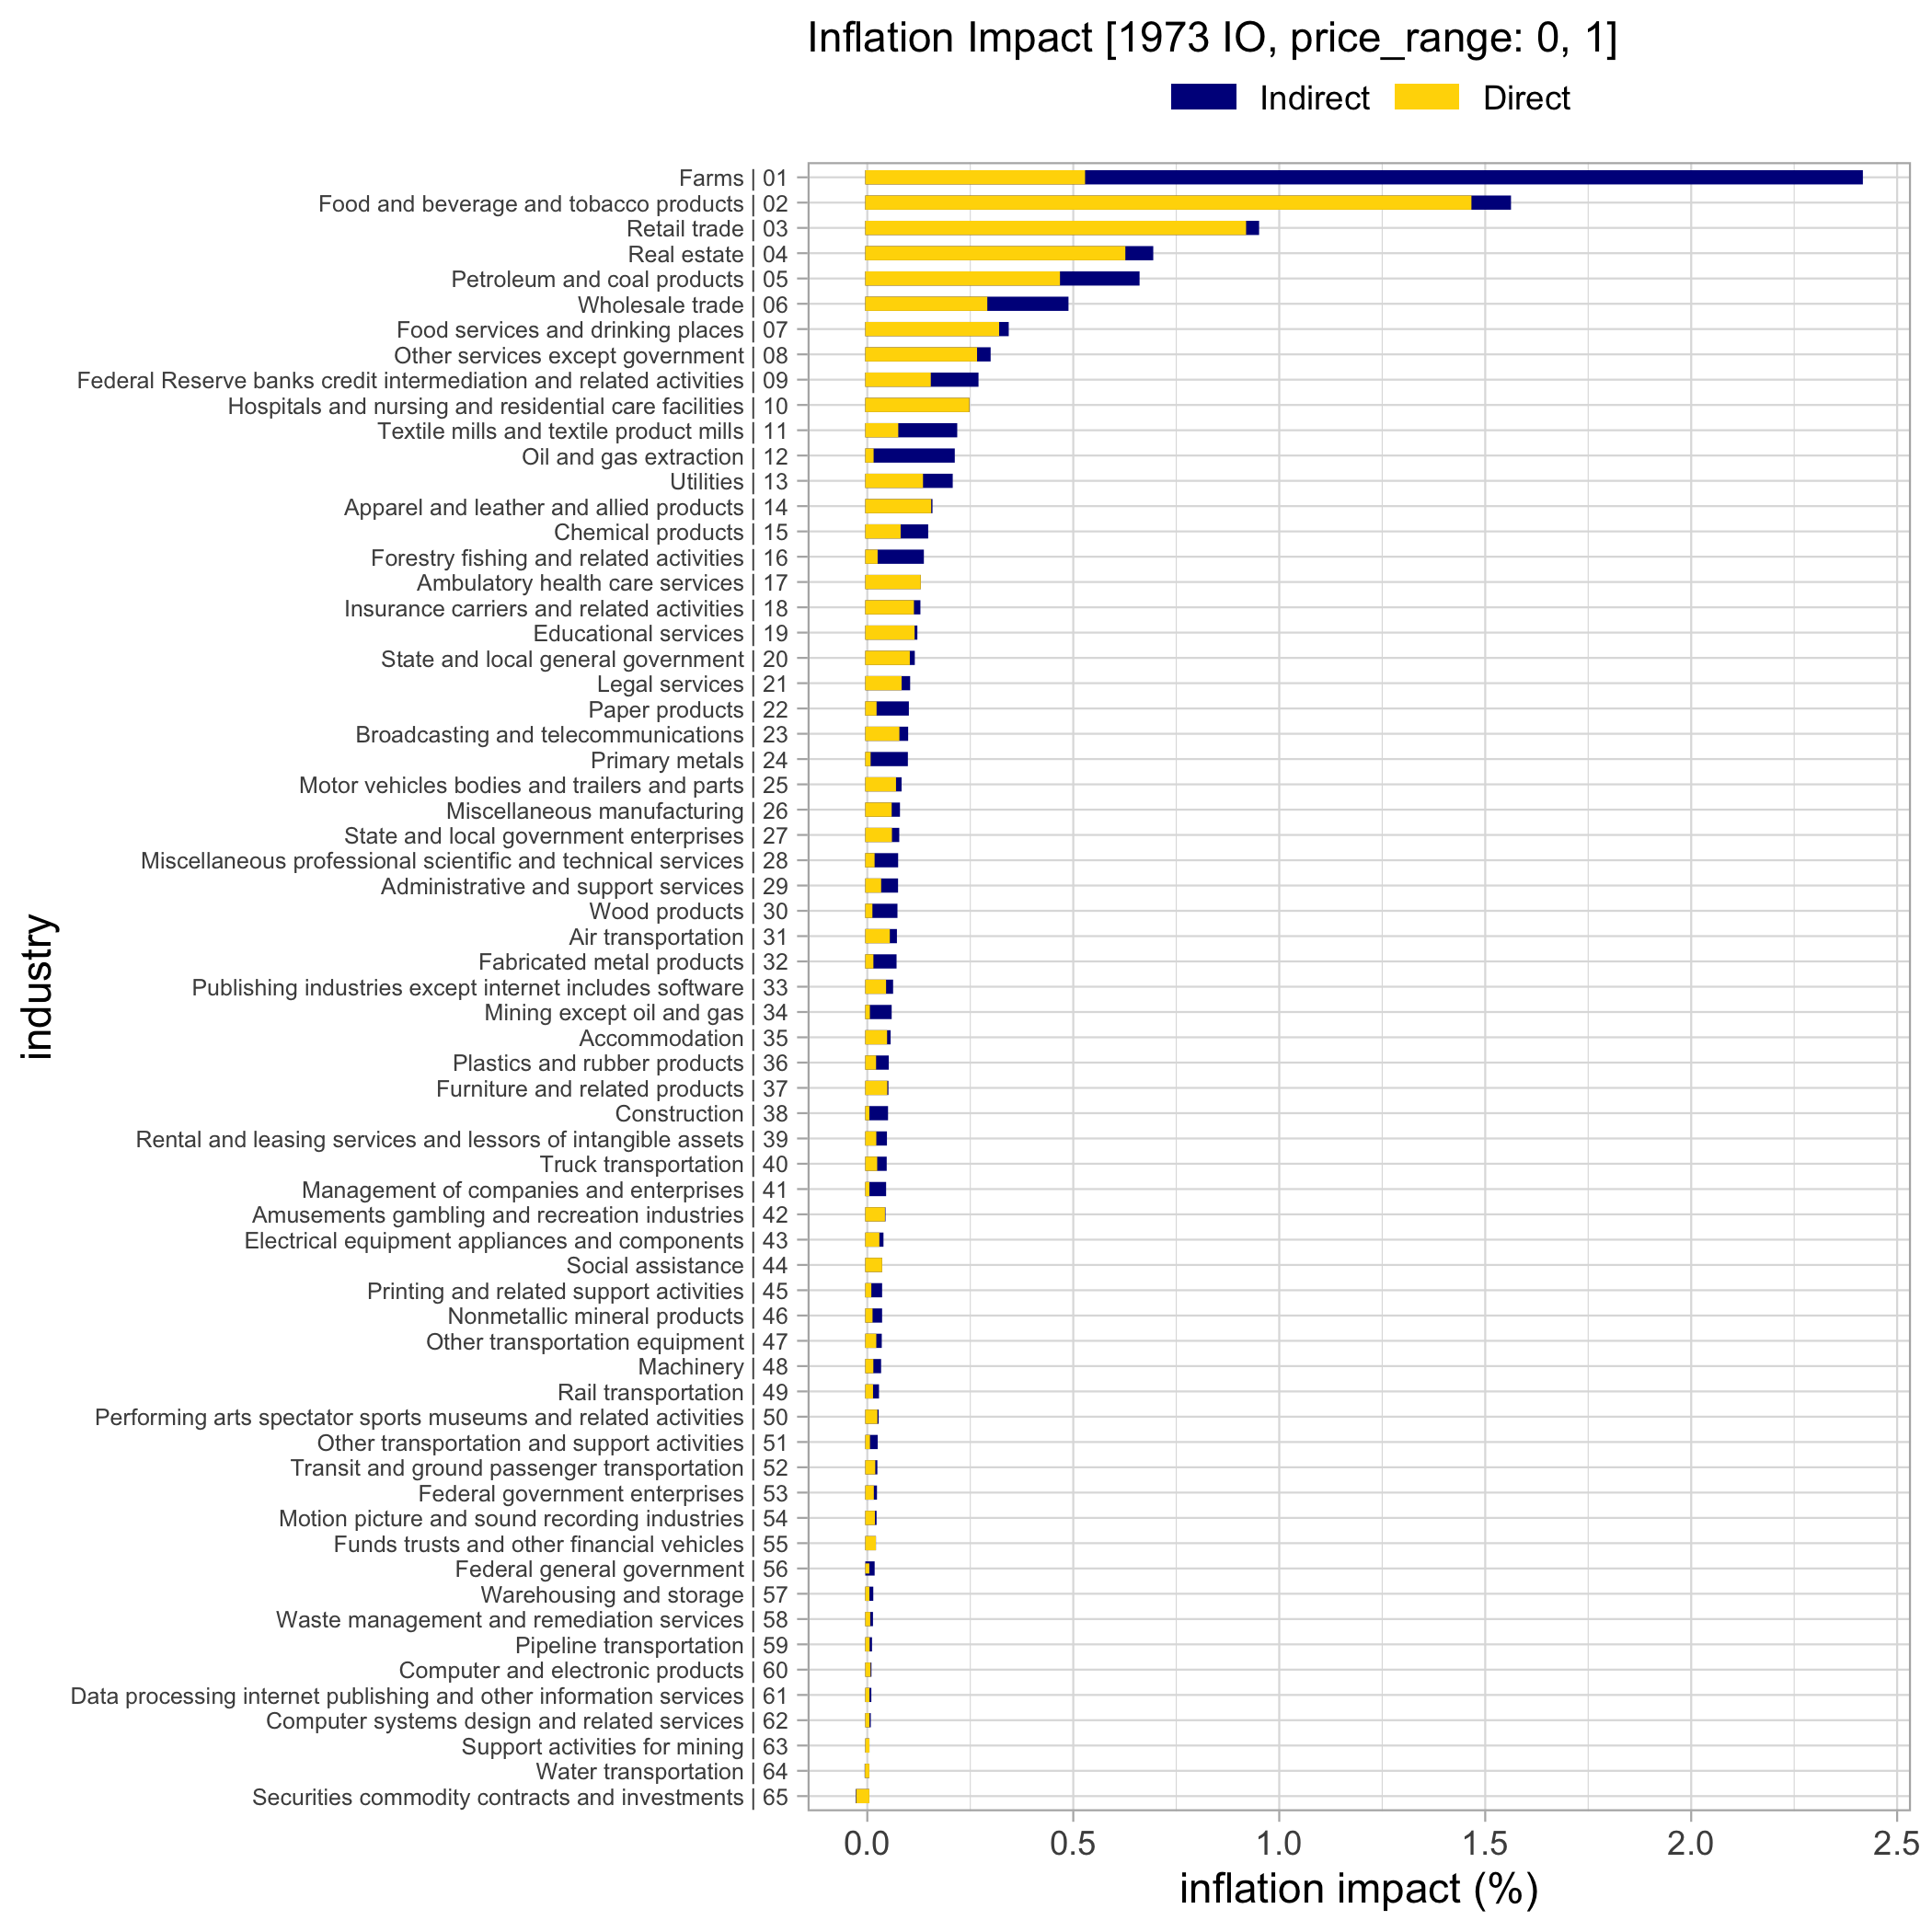 Inflation Impact [1973 IO, price_range: 0, 1]
Indirect Direct
Farms | 01
Food and beverage and tobacco products | 02
Retail trade | 03
Real estate | 04
Petroleum and coal products | 05
Wholesale trade | 06
Food services and drinking places | 07
Other services except government | 08
Federal Reserve banks credit intermediation and related activities | 09
Hospitals and nursing and residential care facilities | 10
Textile mills and textile product mills | 11
Oil and gas extraction | 12
Utilities | 13
Apparel and leather and allied products | 14
Chemical products | 15
Forestry fishing and related activities | 16
Ambulatory health care services | 17
Insurance carriers and related activities | 18
Educational services | 19
State and local general government | 20
Legal services | 21
Paper products | 22
Broadcasting and telecommunications | 23
Primary metals | 24
Motor vehicles bodies and trailers and parts | 25
Miscellaneous manufacturing | 26
State and local government enterprises | 27
Miscellaneous professional scientific and technical services | 28
Administrative and support services | 29
Wood products | 30
Air transportation | 31
Fabricated metal products | 32
Publishing industries except internet includes software | 33
Mining except oil and gas | 34
Accommodation | 35
Plastics and rubber products | 36
Furniture and related products | 37
Construction | 38
Rental and leasing services and lessors of intangible assets | 39
Truck transportation | 40
Management of companies and enterprises | 41
Amusements gambling and recreation industries | 42
Electrical equipment appliances and components | 43
Social assistance | 44
Printing and related support activities | 45
Nonmetallic mineral products | 46
Other transportation equipment | 47
Machinery | 48
Rail transportation | 49
Performing arts spectator sports museums and related activities | 50
Other transportation and support activities | 51
Transit and ground passenger transportation | 52
Federal government enterprises | 53
Motion picture and sound recording industries | 54
Funds trusts and other financial vehicles | 55
Federal general government | 56
Warehousing and storage | 57
Waste management and remediation services | 58
Pipeline transportation | 59
Computer and electronic products | 60
Data processing internet publishing and other information services | 61
Computer systems design and related services | 62
Support activities for mining | 63
Water transportation | 64
Securities commodity contracts and investments | 65
industry
0.0 0.5 1.0 1.5 2.0 2.5
inflation impact (%)